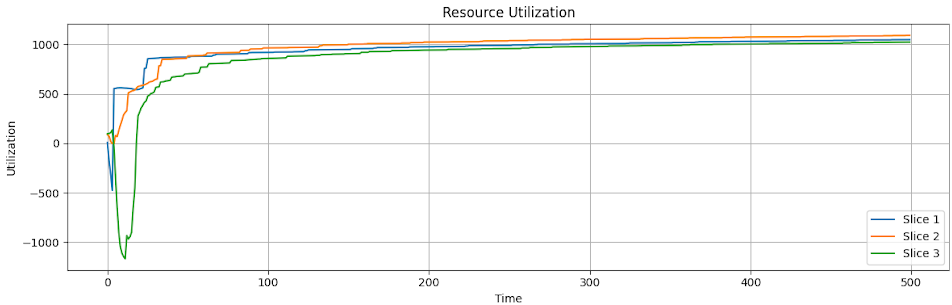 Resource Utilization
Utilization
1000
500
0
−500
−1000
0 100 200 300 400 500
Time
Slice 1
Slice 2
Slice 3